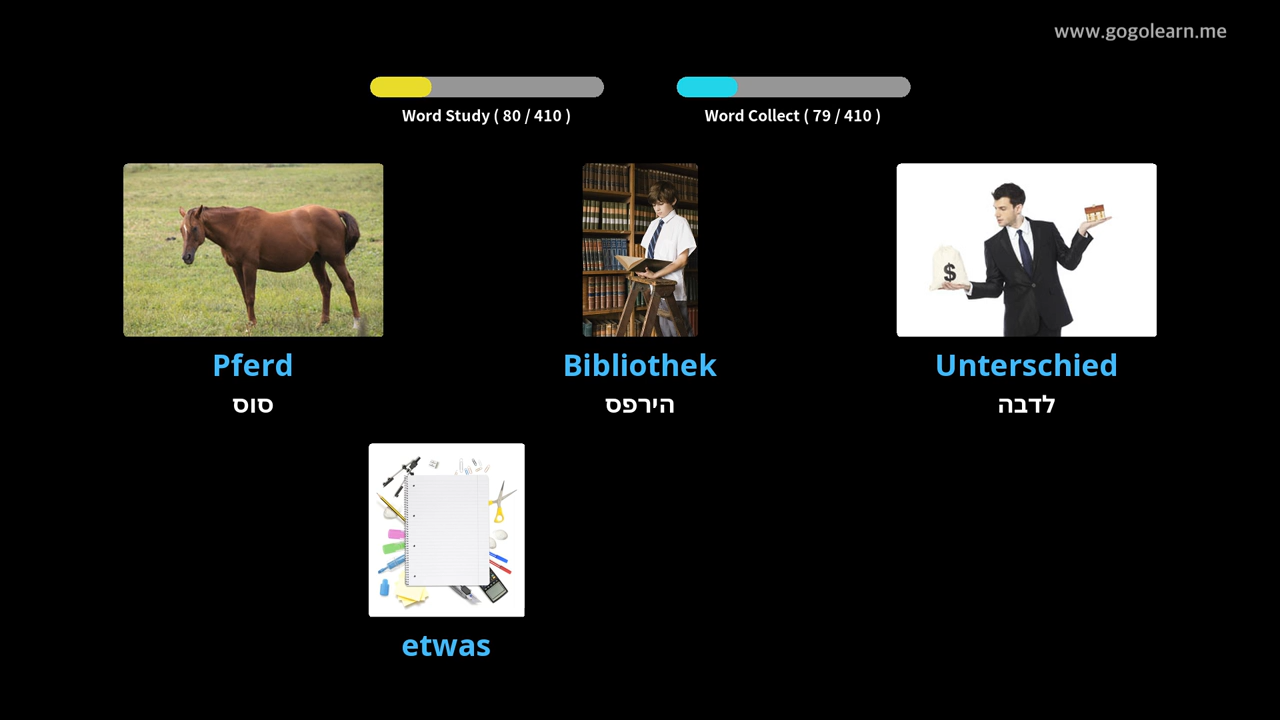 www.gogolearn.me
Word Study ( 80 / 410 )
Word Collect ( 79 / 410 )
Pferd
סוס
Bibliothek
הירפס
Unterschied
לדבה
etwas